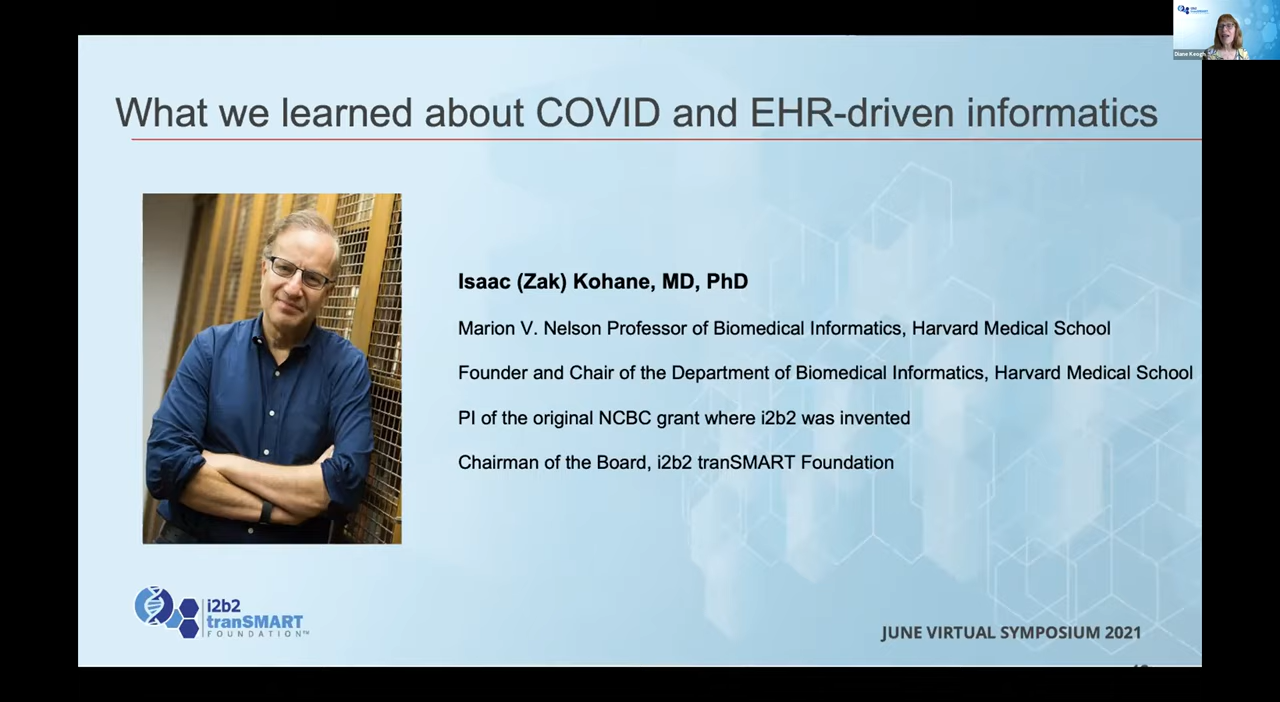 What we learned about COVID and EHR-driven informatics
Isaac (Zak) Kohane, MD, PhD
Marion V. Nelson Professor of Biomedical Informatics, Harvard Medical School
Founder and Chair of the Department of Biomedical Informatics, Harvard Medical School
PI of the original NCBC grant where i2b2 was invented
Chairman of the Board, i2b2 tranSMART Foundation
i2b2
tranSMART
FOUNDATION™
JUNE VIRTUAL SYMPOSIUM 2021
tranSMART
Diane Keogh